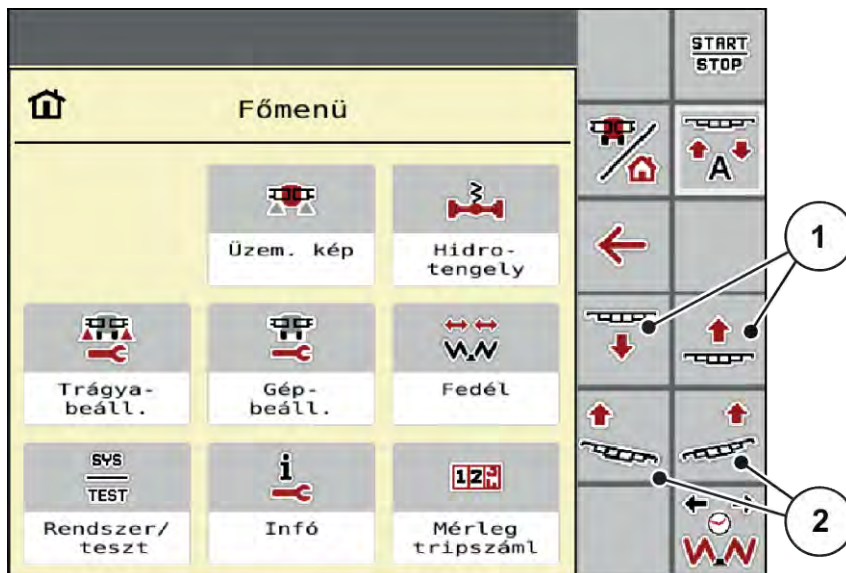 START
STOP
Főmenü
A
1
Üzem. kép
Hidro-
tengely
Trágya-
beáll.
Gép-
beáll.
Fedél
SYS
TEST
i
Rendszer/
teszt
Infó
Mérleg
tripszáml
2